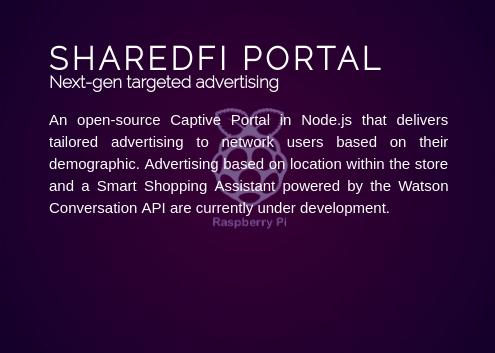 SHAREDFI PORTAL
Next-gen targeted advertising
An open-source Captive Portal in Node.js that delivers
tailored advertising to network users based on their
demographic. Advertising based on location within the store
and a Smart Shopping Assistant powered by the Watson
Conversation API are currently under development.
Raspberry Pi